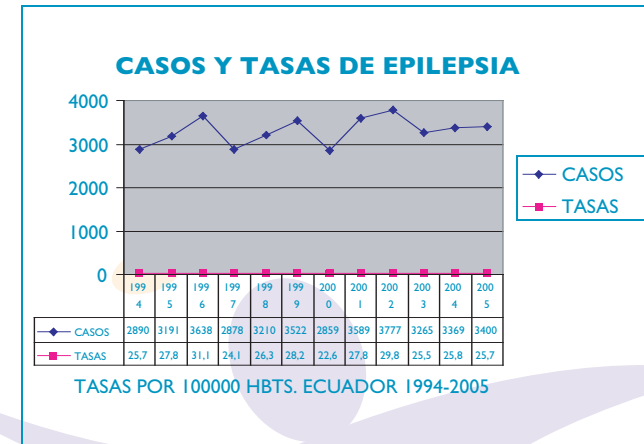 CASOS Y TASAS DE EPILEPSIA
4000
3000
2000
1000
0
CASOS
TASAS
199 199 199 199 199 199 200 200 200 200 200 200
4 5 6 7 8 9 0 1 2 3 4 5
CASOS 2890 3191 3638 2878 3210 3522 2859 3589 3777 3265 3369 3400
TASAS 25,7 27,8 31,1 24,1 26,3 28,2 22,6 27,8 29,8 25,5 25,8 25,7
TASAS POR 100000 HBTS. ECUADOR 1994-2005